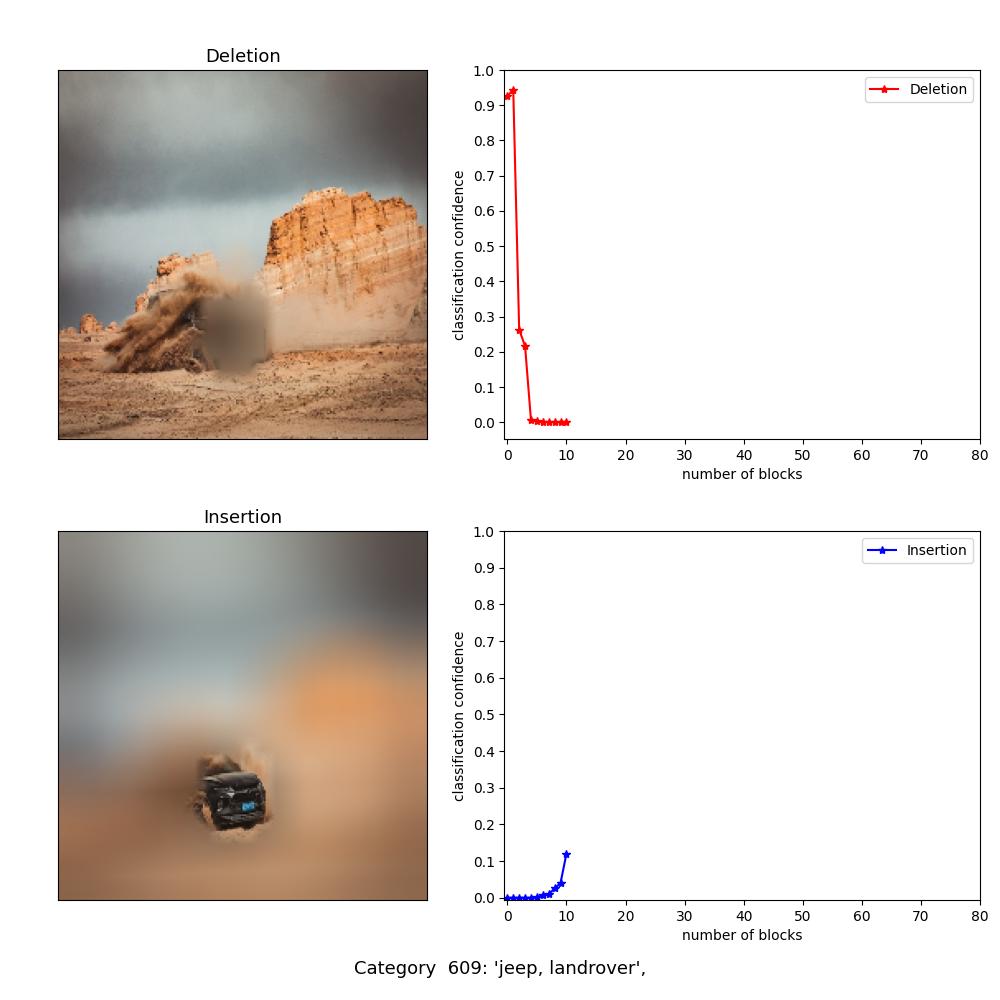 Deletion
1.0
0.9
0.8
0.7
0.6
0.5
0.4
0.3
0.2
0.1
0.0
classification confidence
Deletion
0 10 20 30 40 50 60 70 80
number of blocks
Insertion
1.0
0.9
0.8
0.7
0.6
0.5
0.4
0.3
0.2
0.1
0.0
classification confidence
Insertion
0 10 20 30 40 50 60 70 80
number of blocks
Category  609: 'jeep, landrover',